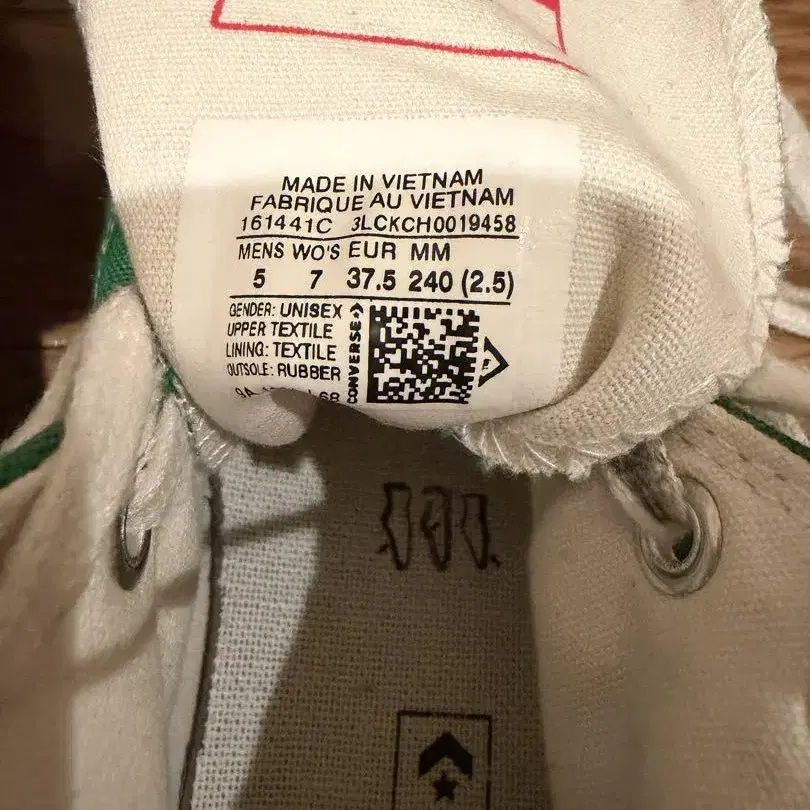 MADE IN VIETNAM
FABRIQUE AU VIETNAM
161441C 3LCKCH0019458
MENS WO'S EUR MM
5 7 37.5 240 (2.5)
GENDER: UNISEX
UPPER TEXTILE
LINING: TEXTILE
OUTSOLE: RUBBER
CONVERSE
TM